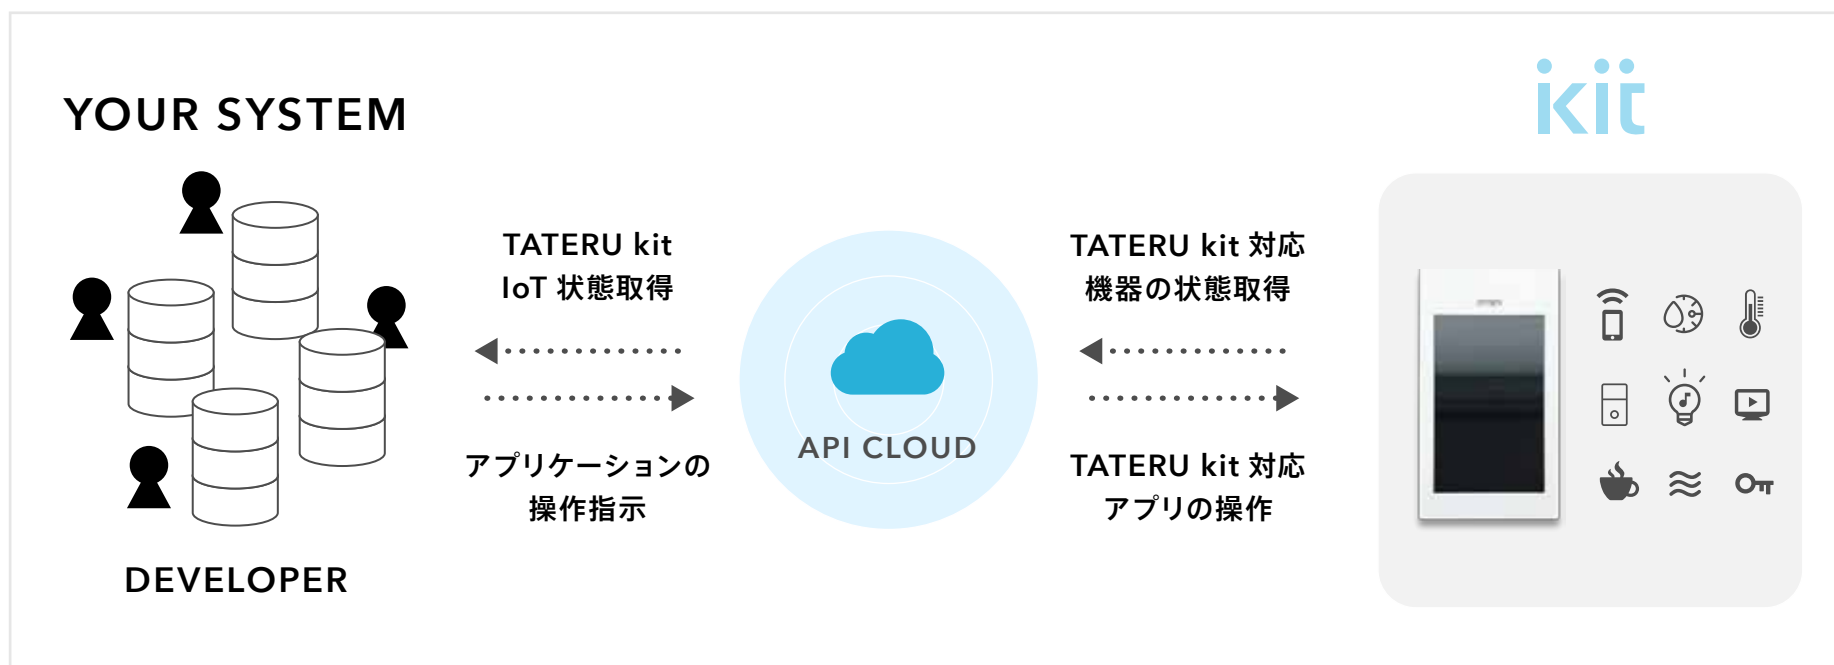 YOUR SYSTEM
DEVELOPER
TATERU kit
IoT 状態取得
アプリケーションの
操作指示
API CLOUD
TATERU kit 対応
機器の状態取得
TATERU kit 対応
アプリの操作
kit